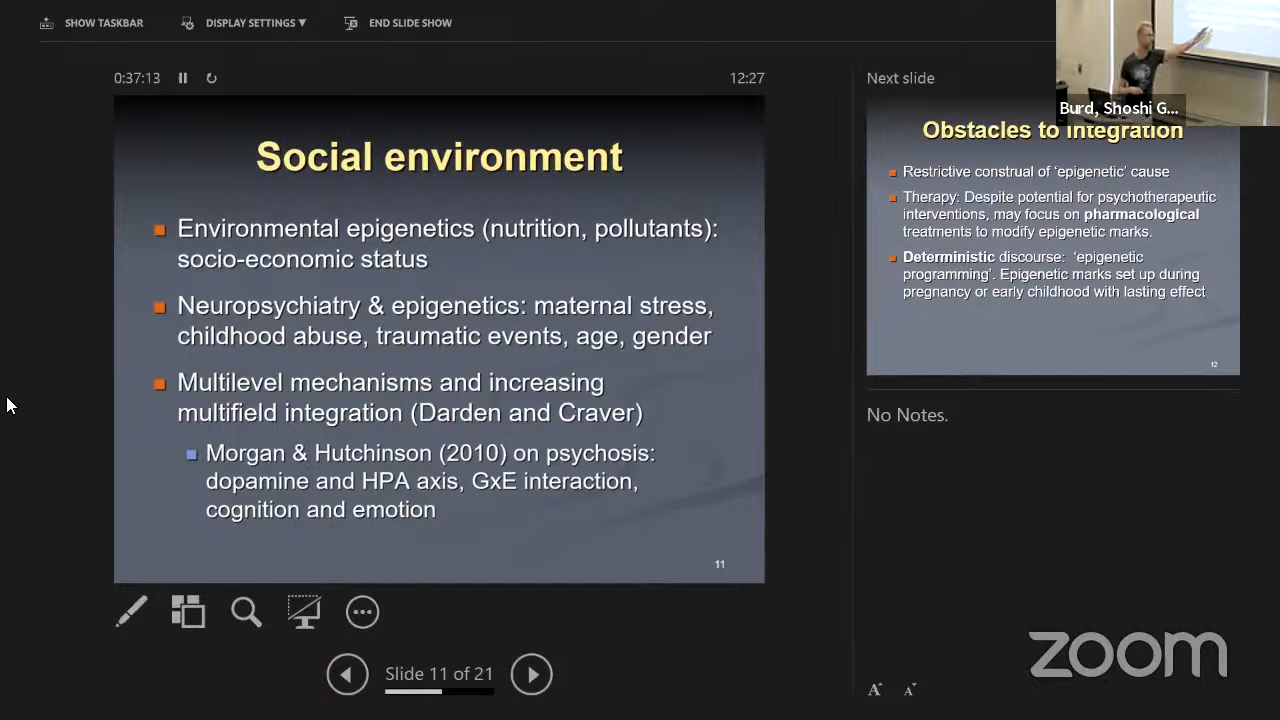 SHOW TASKBAR
DISPLAY SETTINGS ▼
END SLIDE SHOW
0:37:13
12:27
Social environment
Environmental epigenetics (nutrition, pollutants):
socio-economic status
Neuropsychiatry & epigenetics: maternal stress,
childhood abuse, traumatic events, age, gender
Multilevel mechanisms and increasing
multifield integration (Darden and Craver)
Morgan & Hutchinson (2010) on psychosis:
dopamine and HPA axis, GxE interaction,
cognition and emotion
11
Slide 11 of 21
Next slide
Burd, Shoshi G...
Obstacles to integration
Restrictive construal of ‘epigenetic’ cause
Therapy: Despite potential for psychotherapeutic
interventions, may focus on pharmacological
treatments to modify epigenetic marks.
Deterministic discourse: ‘epigenetic
programming’. Epigenetic marks set up during
pregnancy or early childhood with lasting effect
12
No Notes.
A A
zoom